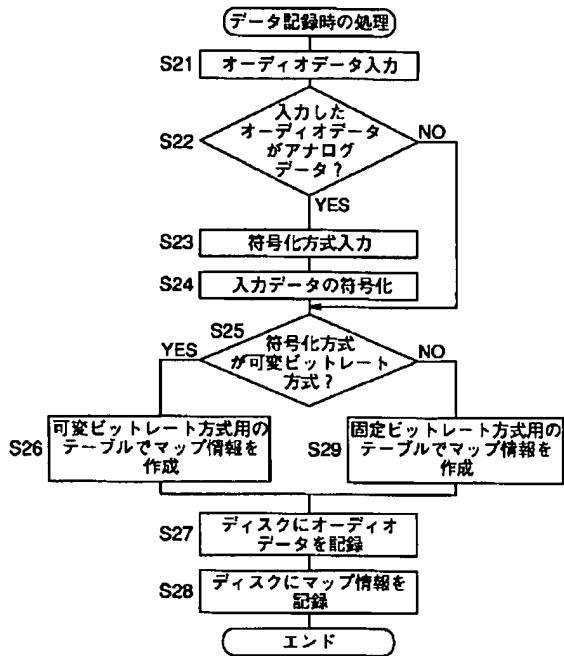 データ記録時の処理
S21
オーディオデータ入力
S22
入力した
オーディオデータ
がアナログ
データ？
NO
YES
S23
符号化方式入力
S24
入力データの符号化
S25
符号化方式
が可変ビットレート
方式？
YES
NO
S26
可変ビットレート方式用の
テーブルでマップ情報を
作成
S29
固定ビットレート方式用の
テーブルでマップ情報を
作成
S27
ディスクにオーディオ
データを記録
S28
ディスクにマップ情報を
記録
エンド